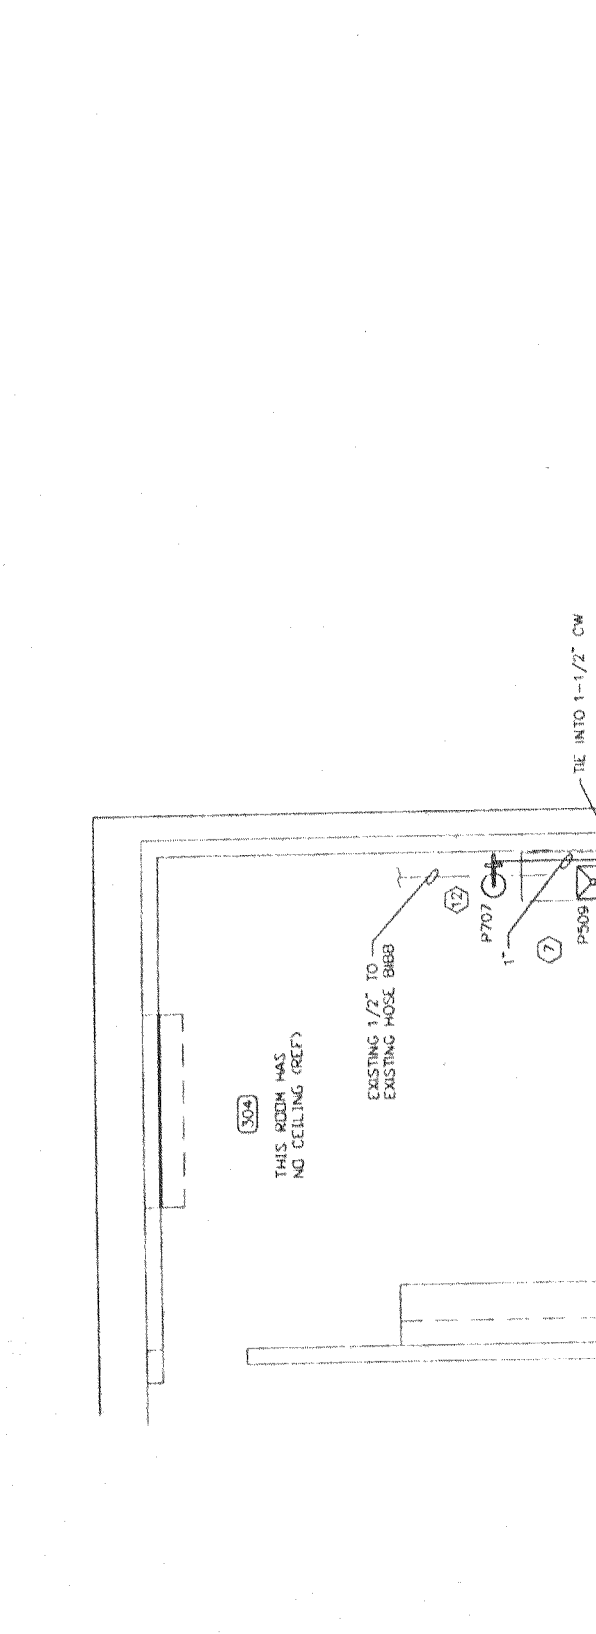 TIE INTO 1-1/2" CW
EXISTING 1/2" TO
EXISTING HOSE BIBB
12
P707
1"
7
P509
304
THIS ROOM HAS
NO CEILING (REF)